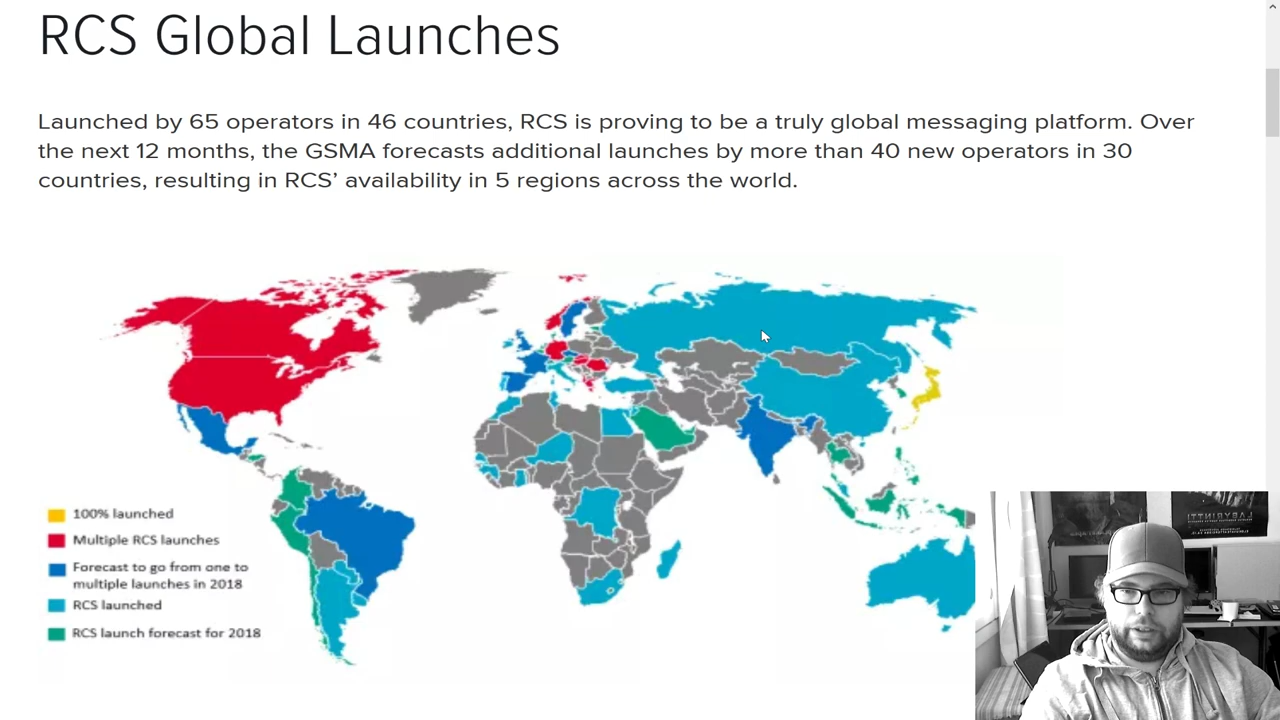 RCS Global Launches
Launched by 65 operators in 46 countries, RCS is proving to be a truly global messaging platform. Over
the next 12 months, the GSMA forecasts additional launches by more than 40 new operators in 30
countries, resulting in RCS’ availability in 5 regions across the world.
100% launched
Multiple RCS launches
Forecast to go from one to
multiple launches in 2018
RCS launched
RCS launch forecast for 2018
LABYRINTTI